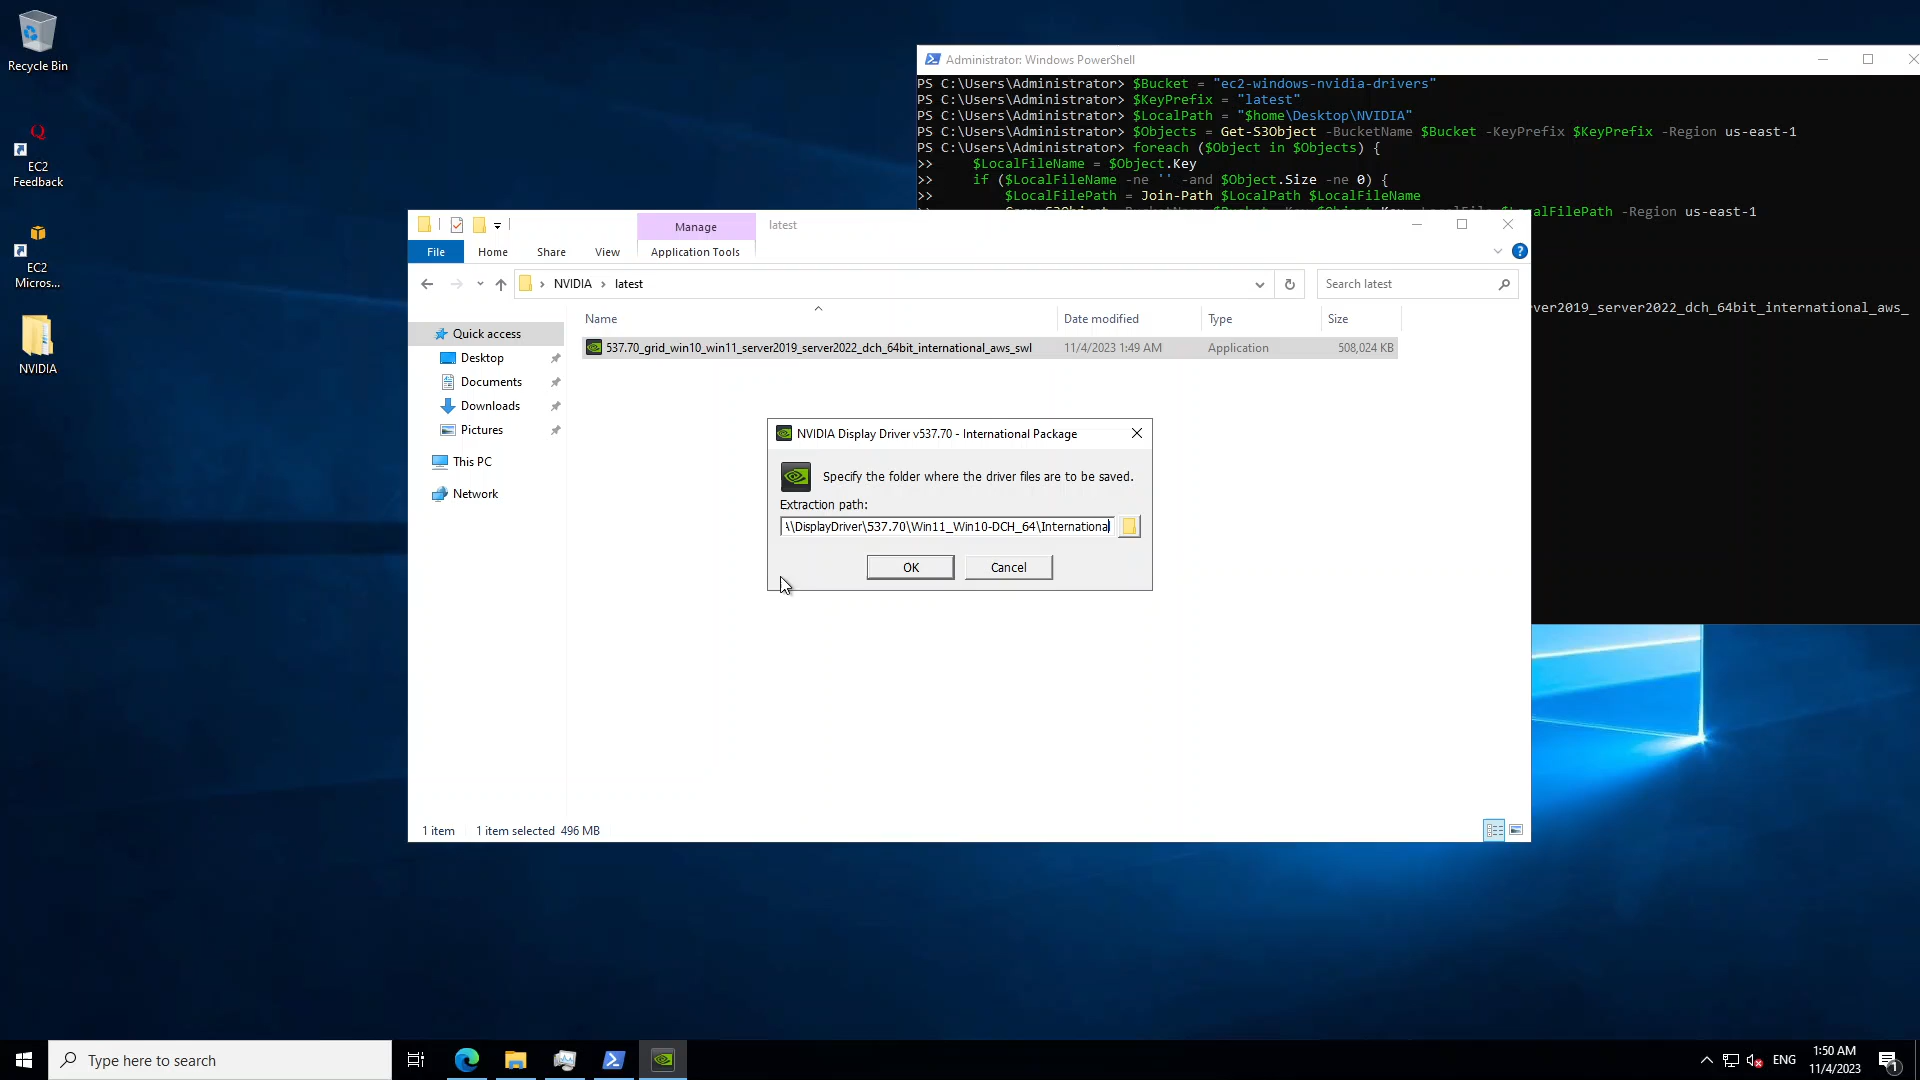 Recycle Bin
EC2
Feedback
EC2
Micros...
NVIDIA
Administrator: Windows PowerShell
PS C:\Users\Administrator> $Bucket = "ec2-windows-nvidia-drivers"
PS C:\Users\Administrator> $KeyPrefix = "latest"
PS C:\Users\Administrator> $LocalPath = "$home\Desktop\NVIDIA"
PS C:\Users\Administrator> $Objects = Get-S3Object -BucketName $Bucket -KeyPrefix $KeyPrefix -Region us-east-1
PS C:\Users\Administrator> foreach ($Object in $Objects) {
>>     $LocalFileName = $Object.Key
>>     if ($LocalFileName -ne '' -and $Object.Size -ne 0) {
>>         $LocalFilePath = Join-Path $LocalPath $LocalFileName
alFilePath -Region us-east-1
ver2019_server2022_dch_64bit_international_aws_
Manage
latest
File
Home
Share
View
Application Tools
NVIDIA > latest
Search latest
Name
Date modified
Type
Size
537.70_grid_win10_win11_server2019_server2022_dch_64bit_international_aws_swl
11/4/2023 1:49 AM
Application
508,024 KB
Quick access
Desktop
Documents
Downloads
Pictures
This PC
Network
NVIDIA Display Driver v537.70 - International Package
Specify the folder where the driver files are to be saved.
Extraction path:
\DisplayDriver\537.70\Win11_Win10-DCH_64\International
OK
Cancel
1 item
1 item selected 496 MB
Type here to search
ENG
1:50 AM
11/4/2023
1